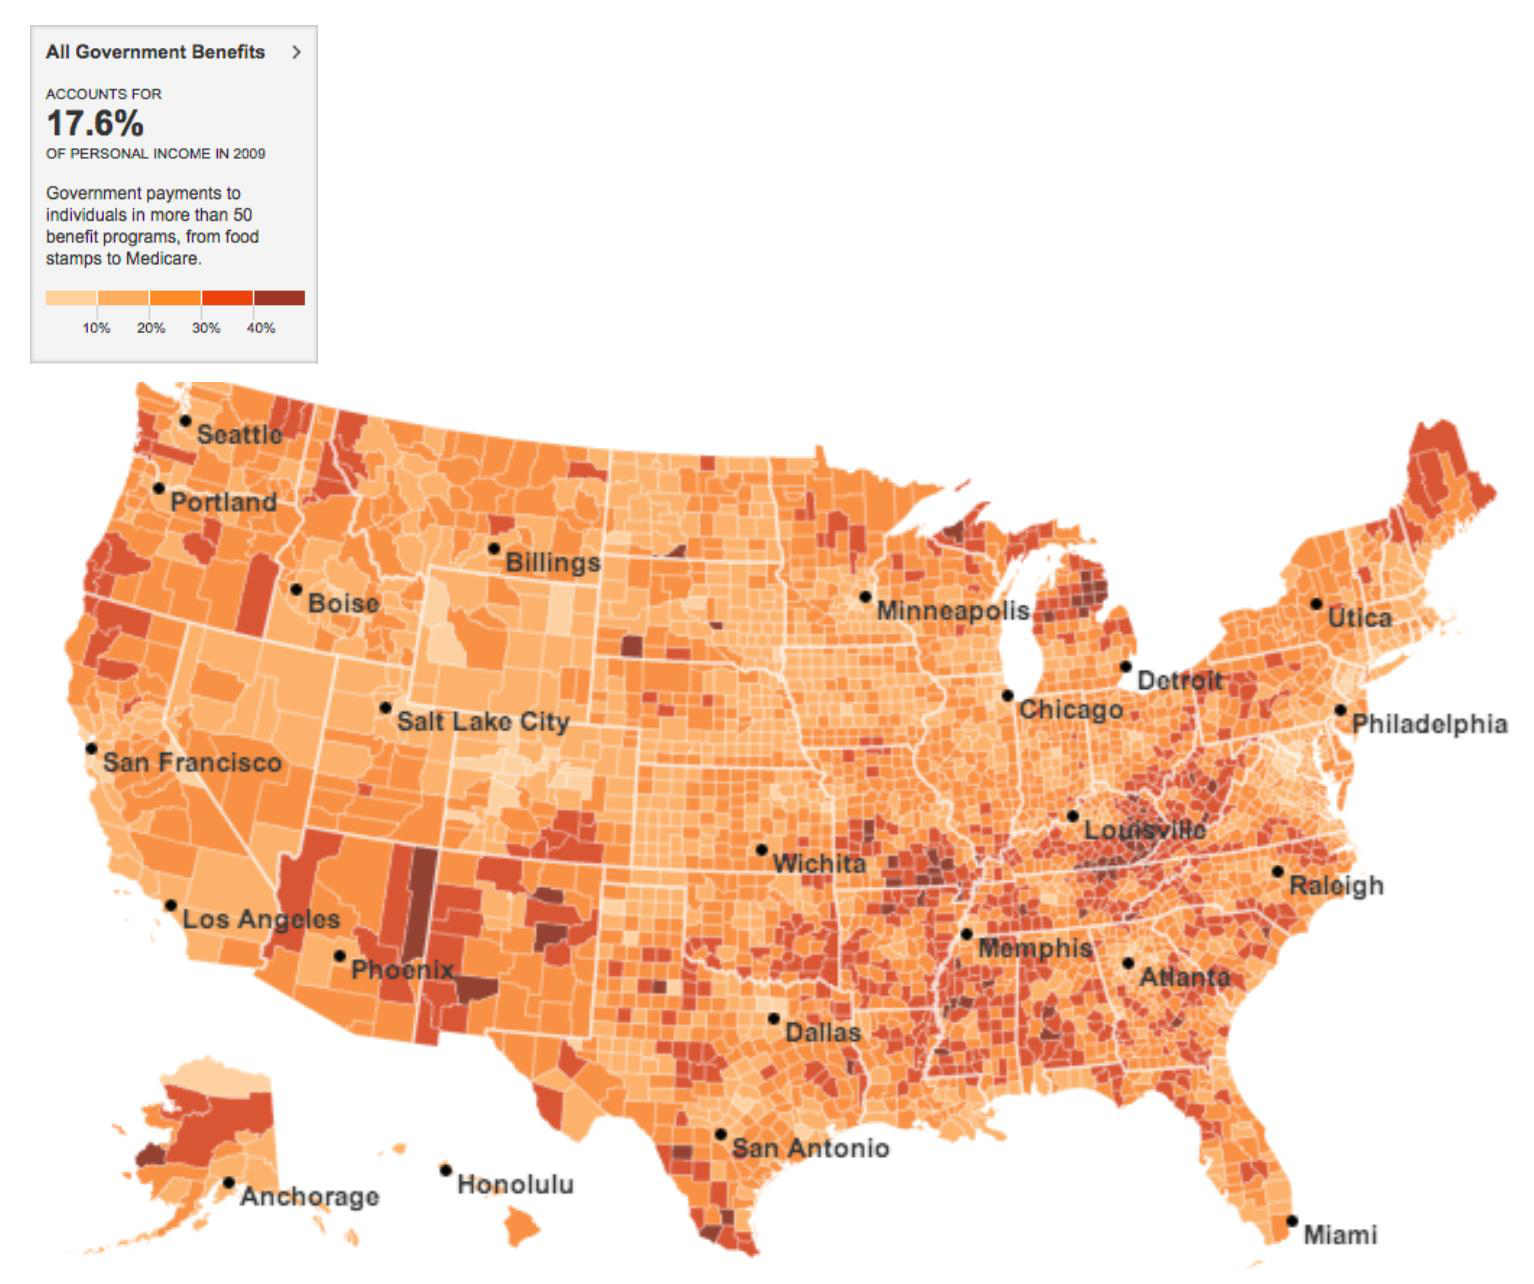 All Government Benefits
ACCOUNTS FOR
17.6%
OF PERSONAL INCOME IN 2009
Government payments to
individuals in more than 50
benefit programs, from food
stamps to Medicare.
10% 20% 30% 40%
Seattle
Portland
Billings
Boise
Minneapolis
Utica
Detroit
Salt Lake City
Chicago
Philadelphia
San Francisco
Louisville
Wichita
Raleigh
Los Angeles
Memphis
Phoenix
Atlanta
Dallas
San Antonio
Honolulu
Anchorage
Miami